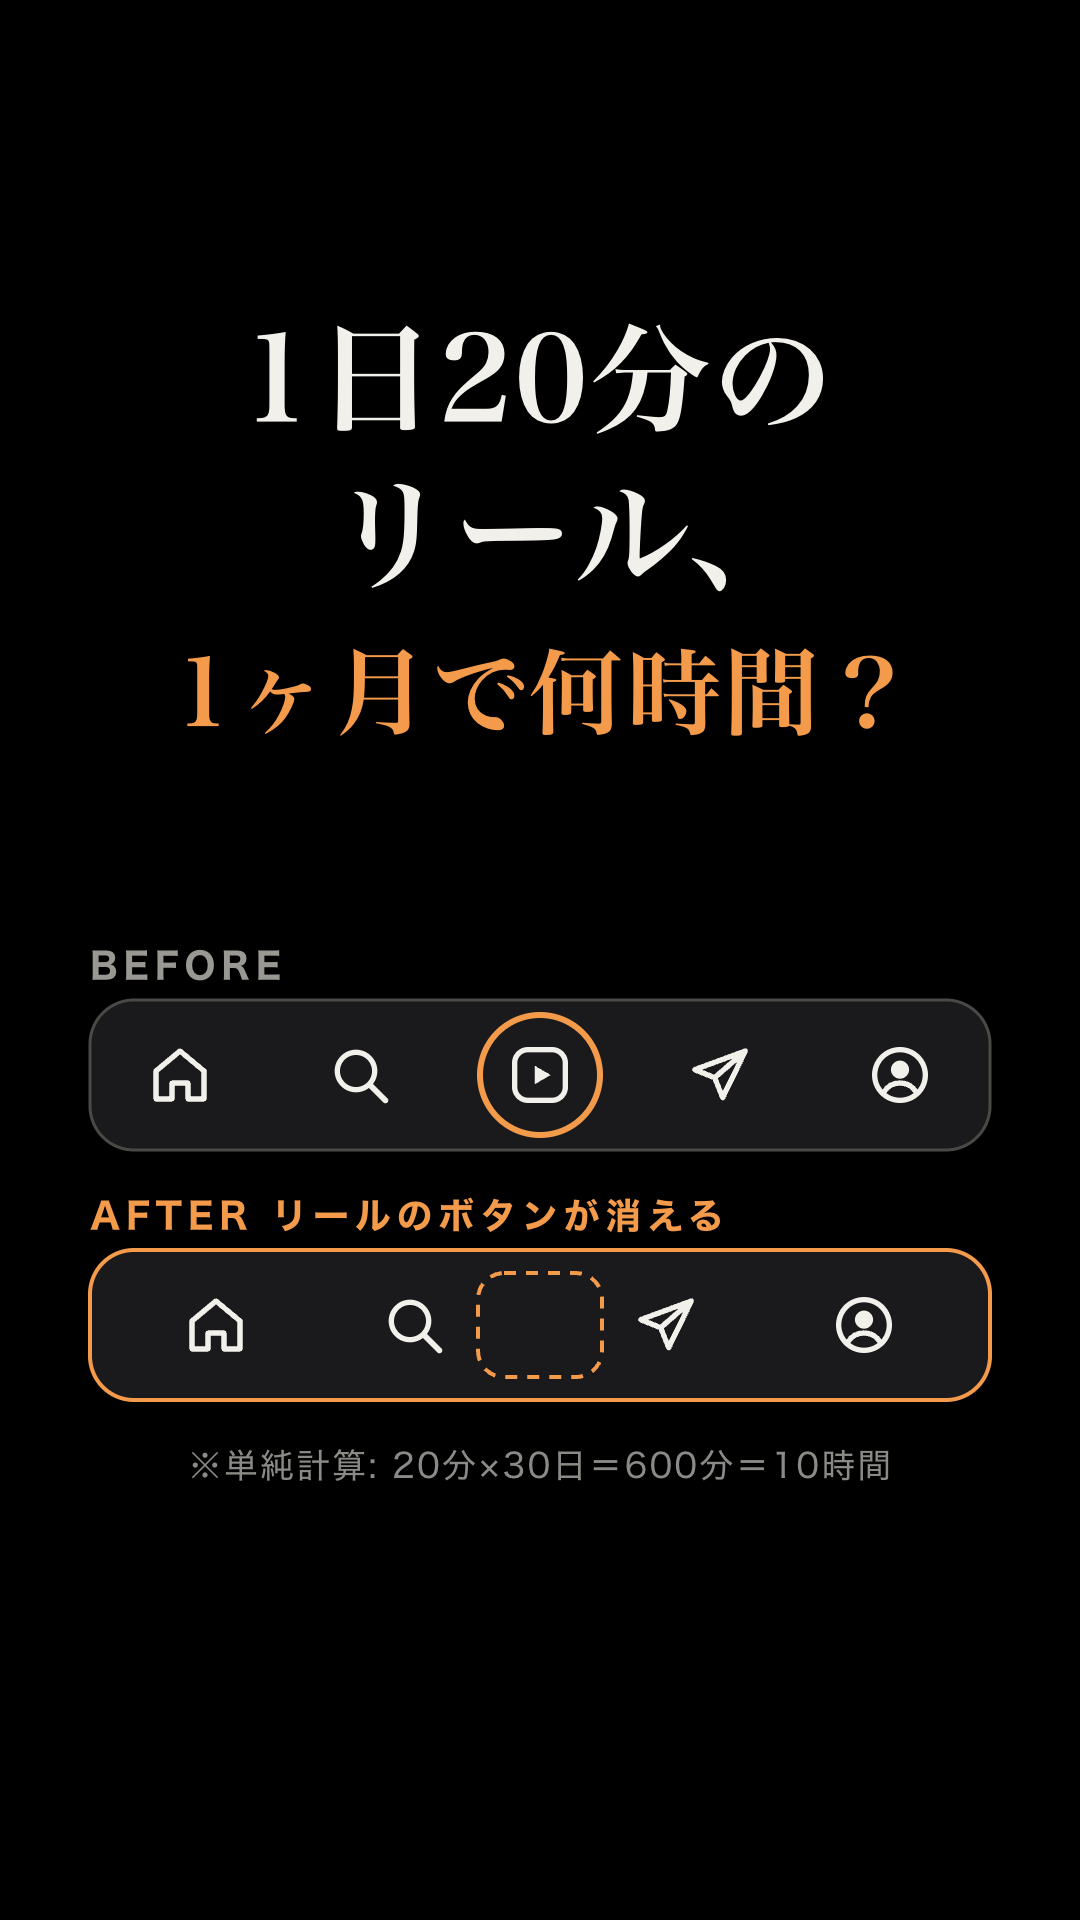 1日20分の
リール、
1ヶ月で何時間？
BEFORE
AFTER リールのボタンが消える
※単純計算: 20分×30日＝600分＝10時間